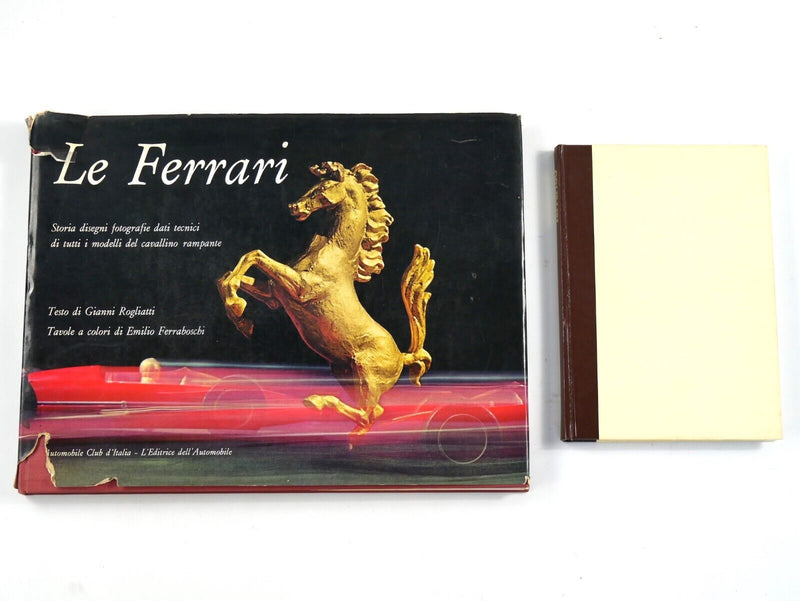 Le Ferrari
Storia disegni fotografie dati tecnici
di tutti i modelli del cavallino rampante
Testo di Gianni Rogliatti
Tavole a colori di Emilio Ferraboschi
utomobile Club d'Italia - L'Editrice dell'Automobile